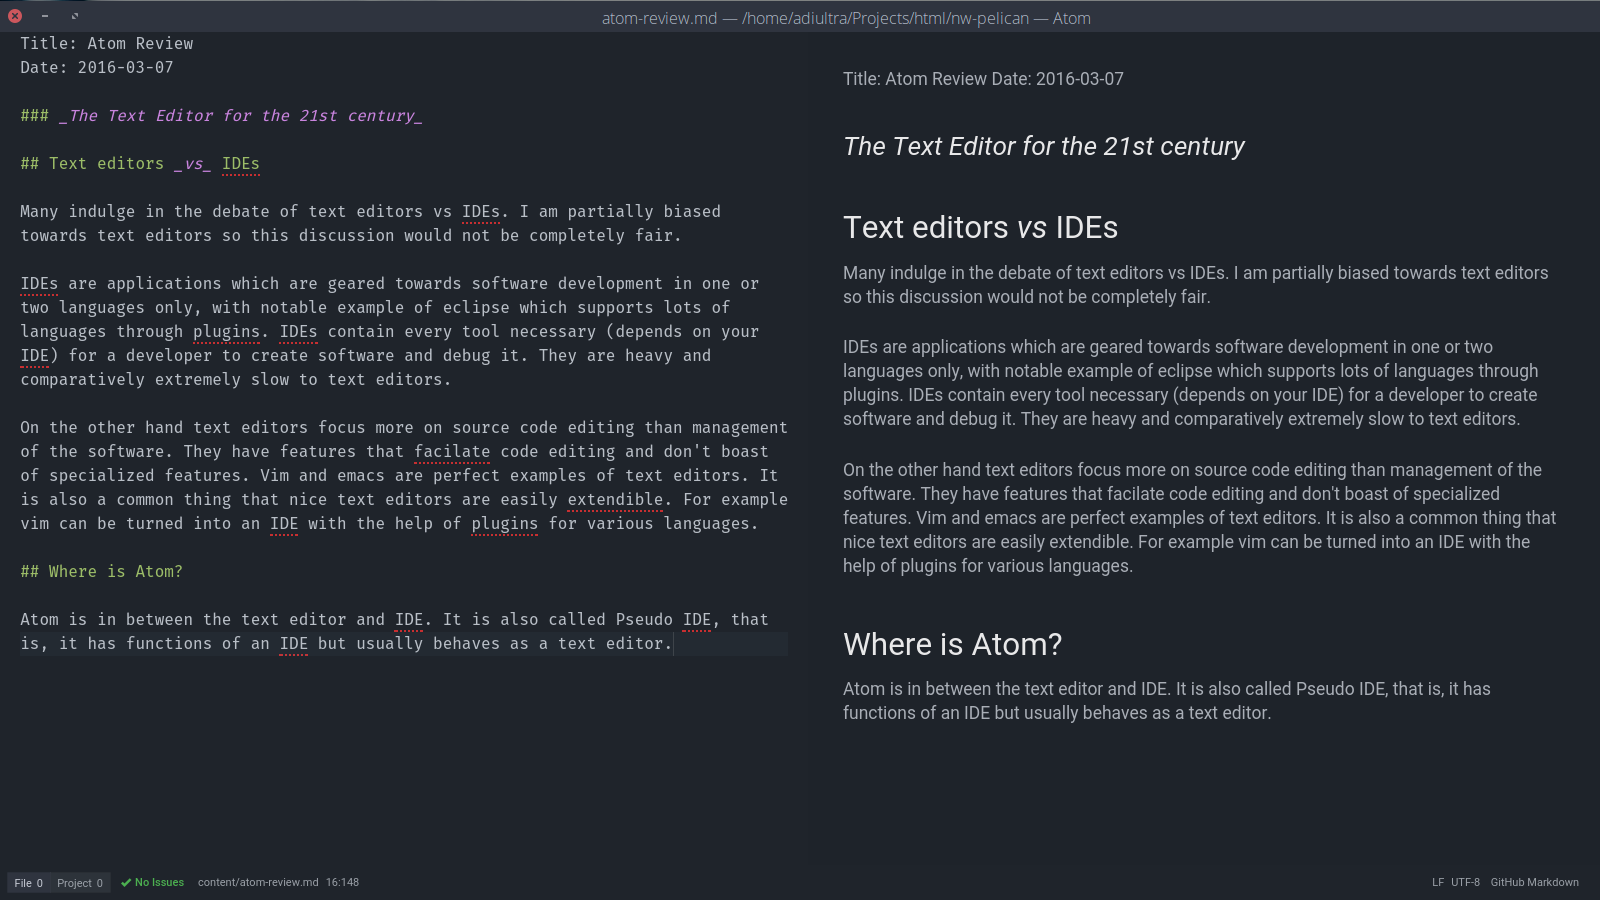 atom-review.md — /home/adiultra/Projects/html/nw-pelican — Atom
Title: Atom Review
Date: 2016-03-07
### _The Text Editor for the 21st century_
## Text editors _vs_ IDEs
Many indulge in the debate of text editors vs IDEs. I am partially biased
towards text editors so this discussion would not be completely fair.
IDEs are applications which are geared towards software development in one or
two languages only, with notable example of eclipse which supports lots of
languages through plugins. IDEs contain every tool necessary (depends on your
IDE) for a developer to create software and debug it. They are heavy and
comparatively extremely slow to text editors.
On the other hand text editors focus more on source code editing than management
of the software. They have features that facilate code editing and don't boast
of specialized features. Vim and emacs are perfect examples of text editors. It
is also a common thing that nice text editors are easily extendible. For example
vim can be turned into an IDE with the help of plugins for various languages.
## Where is Atom?
Atom is in between the text editor and IDE. It is also called Pseudo IDE, that
is, it has functions of an IDE but usually behaves as a text editor.
Title: Atom Review Date: 2016-03-07
The Text Editor for the 21st century
Text editors vs IDEs
Many indulge in the debate of text editors vs IDEs. I am partially biased towards text editors
so this discussion would not be completely fair.
IDEs are applications which are geared towards software development in one or two
languages only, with notable example of eclipse which supports lots of languages through
plugins. IDEs contain every tool necessary (depends on your IDE) for a developer to create
software and debug it. They are heavy and comparatively extremely slow to text editors.
On the other hand text editors focus more on source code editing than management of the
software. They have features that facilate code editing and don't boast of specialized
features. Vim and emacs are perfect examples of text editors. It is also a common thing that
nice text editors are easily extendible. For example vim can be turned into an IDE with the
help of plugins for various languages.
Where is Atom?
Atom is in between the text editor and IDE. It is also called Pseudo IDE, that is, it has
functions of an IDE but usually behaves as a text editor.
File 0 Project 0 No Issues content/atom-review.md 16:148 LF UTF-8 GitHub Markdown